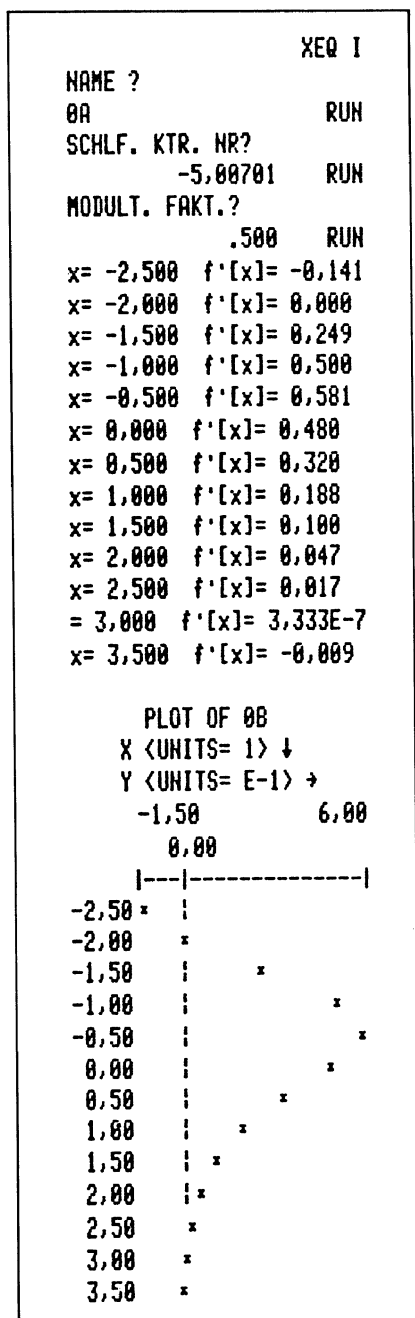 XEQ I
NAME ?
0A RUN
SCHLF. KTR. NR?
-5,00701 RUN
MODULT. FAKT.?
.500 RUN
x= -2,500 f'[x]= -0,141
x= -2,000 f'[x]= 0,000
x= -1,500 f'[x]= 0,249
x= -1,000 f'[x]= 0,500
x= -0,500 f'[x]= 0,581
x= 0,000 f'[x]= 0,480
x= 0,500 f'[x]= 0,320
x= 1,000 f'[x]= 0,188
x= 1,500 f'[x]= 0,100
x= 2,000 f'[x]= 0,047
x= 2,500 f'[x]= 0,017
= 3,000 f'[x]= 3,333E-7
x= 3,500 f'[x]= -0,009
PLOT OF 0B
X <UNITS= 1> ↓
Y <UNITS= E-1> →
-1,50 6,00
0,00
|---|---------------|
-2,50 x ¦
-2,00 x
-1,50 ¦ x
-1,00 ¦ x
-0,50 ¦ x
0,00 ¦ x
0,50 ¦ x
1,00 ¦ x
1,50 ¦ x
2,00 ¦ x
2,50 x
3,00 x
3,50 x